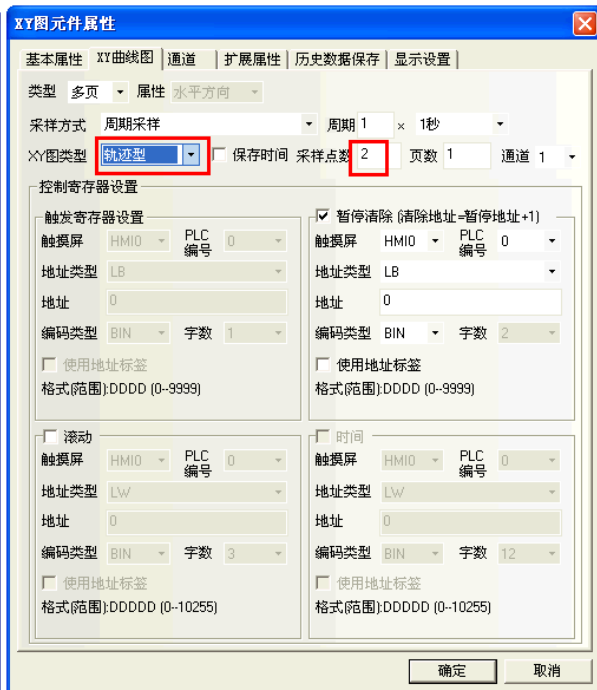 XY图元件属性
基本属性 XY曲线图 通道 扩展属性 历史数据保存 显示设置
类型 多页 属性 水平方向
采样方式 周期采样 周期 1 × 1秒
XY图类型 轨迹型 保存时间 采样点数 2 页数 1 通道 1
控制寄存器设置
触发寄存器设置
触摸屏 HMI0 PLC编号 0
地址类型 LB
地址 0
编码类型 BIN 字数 1
使用地址标签
格式(范围):DDDD (0--9999)
暂停清除 (清除地址=暂停地址+1)
触摸屏 HMI0 PLC编号 0
地址类型 LB
地址 0
编码类型 BIN 字数 2
使用地址标签
格式(范围):DDDD (0--9999)
滚动
触摸屏 HMI0 PLC编号 0
地址类型 LW
地址 0
编码类型 BIN 字数 3
使用地址标签
格式(范围):DDDDD (0--10255)
时间
触摸屏 HMI0 PLC编号 0
地址类型 LW
地址 0
编码类型 BIN 字数 12
使用地址标签
格式(范围):DDDDD (0--10255)
确定 取消